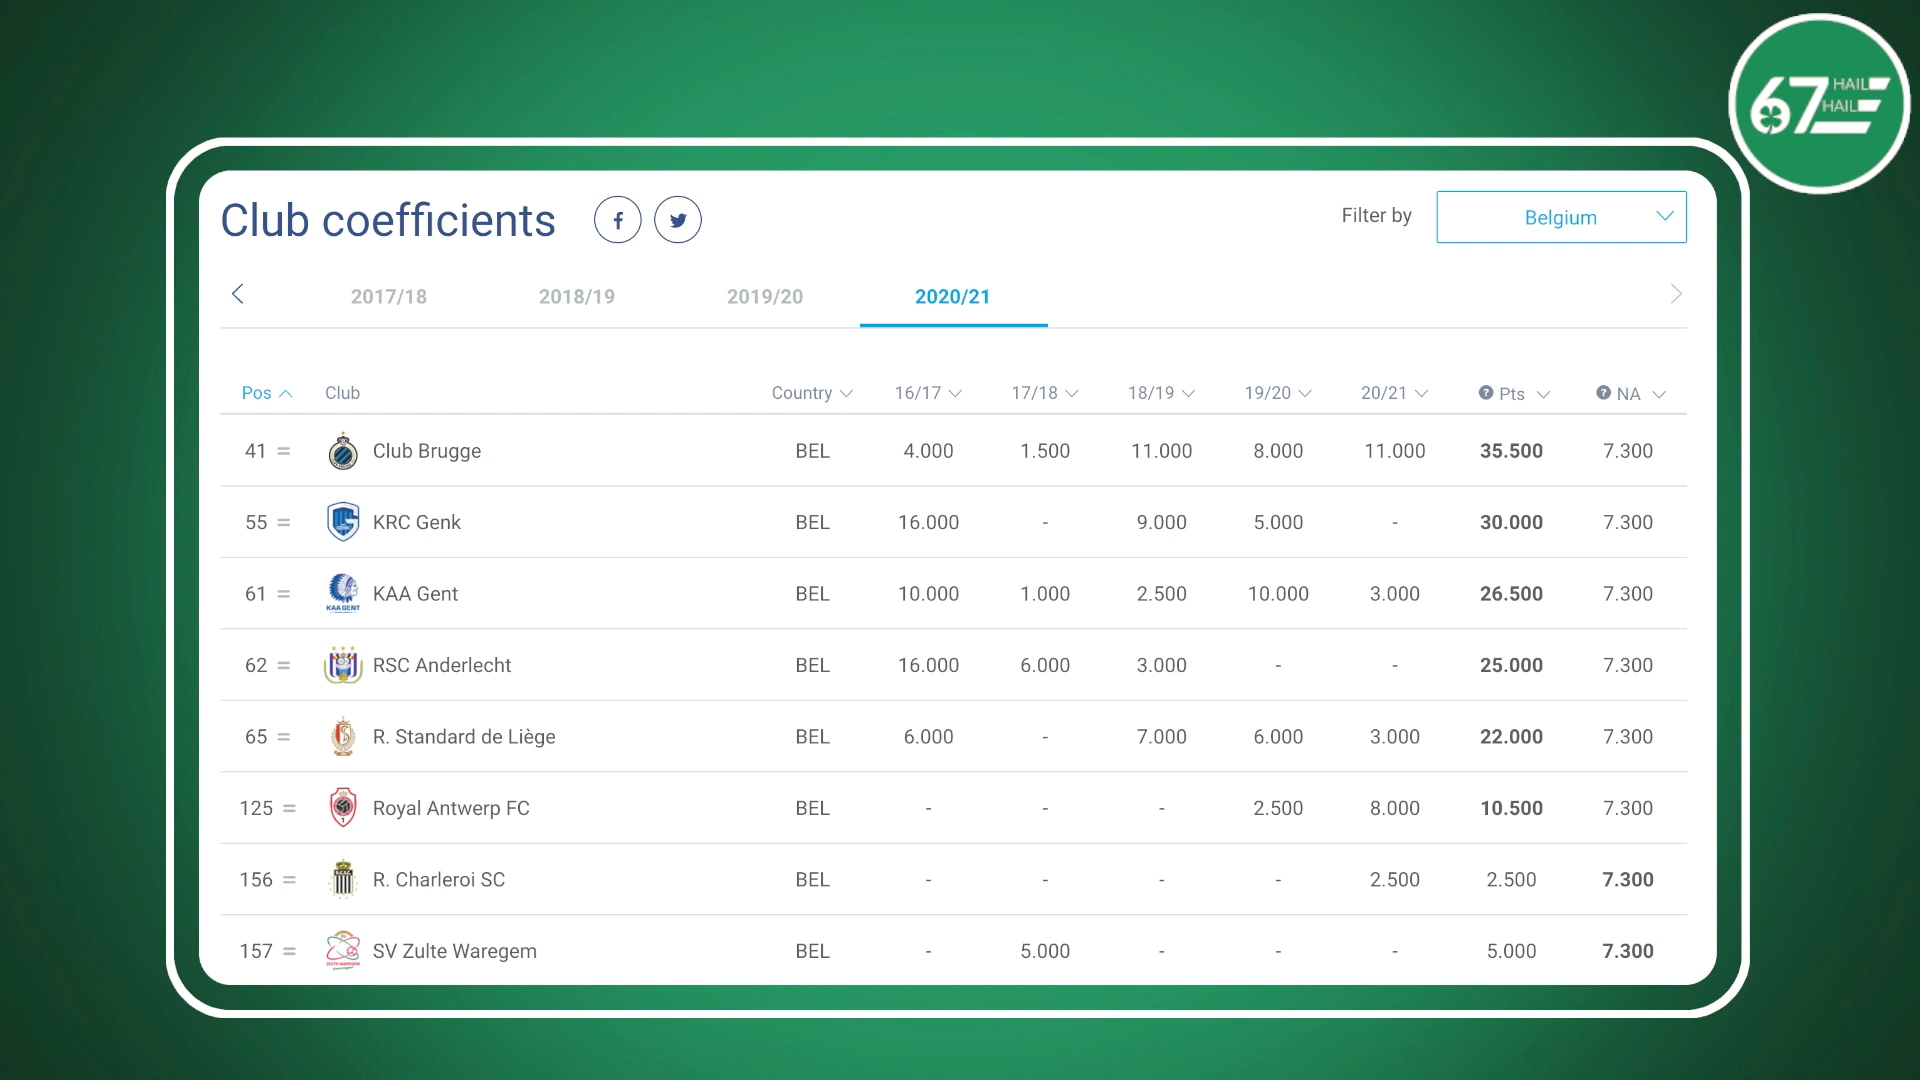 67 HAIL HAIL
Club coefficients
Filter by Belgium
2017/18 2018/19 2019/20 2020/21
Pos Club Country 16/17 17/18 18/19 19/20 20/21 ? Pts ? NA
41 = Club Brugge BEL 4.000 1.500 11.000 8.000 11.000 35.500 7.300
55 = KRC Genk BEL 16.000 - 9.000 5.000 - 30.000 7.300
61 = KAA Gent BEL 10.000 1.000 2.500 10.000 3.000 26.500 7.300
KAA GENT
62 = RSC Anderlecht BEL 16.000 6.000 3.000 - - 25.000 7.300
65 = R. Standard de Liège BEL 6.000 - 7.000 6.000 3.000 22.000 7.300
125 = Royal Antwerp FC BEL - - - 2.500 8.000 10.500 7.300
156 = R. Charleroi SC BEL - - - - 2.500 2.500 7.300
157 = SV Zulte Waregem BEL - 5.000 - - - 5.000 7.300